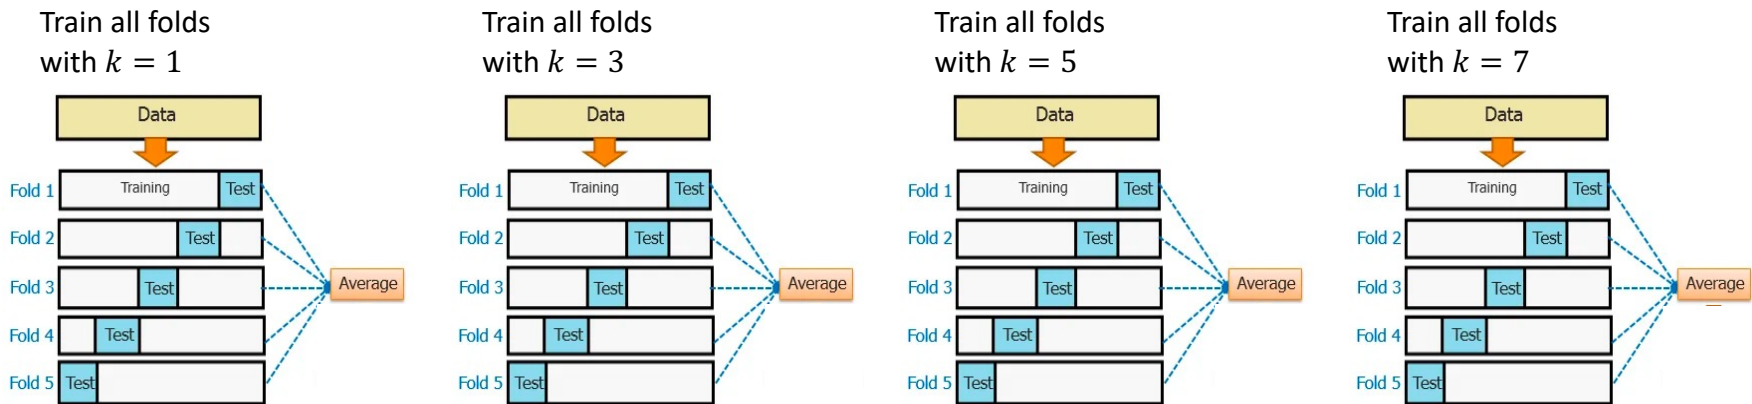 Train all folds
with k = 1
Data
Fold 1 Training Test
Fold 2 Test
Fold 3 Test
Average
Fold 4 Test
Fold 5 Test
Train all folds
with k = 3
Data
Fold 1 Training Test
Fold 2 Test
Fold 3 Test
Average
Fold 4 Test
Fold 5 Test
Train all folds
with k = 5
Data
Fold 1 Training Test
Fold 2 Test
Fold 3 Test
Average
Fold 4 Test
Fold 5 Test
Train all folds
with k = 7
Data
Fold 1 Training Test
Fold 2 Test
Fold 3 Test
Average
Fold 4 Test
Fold 5 Test